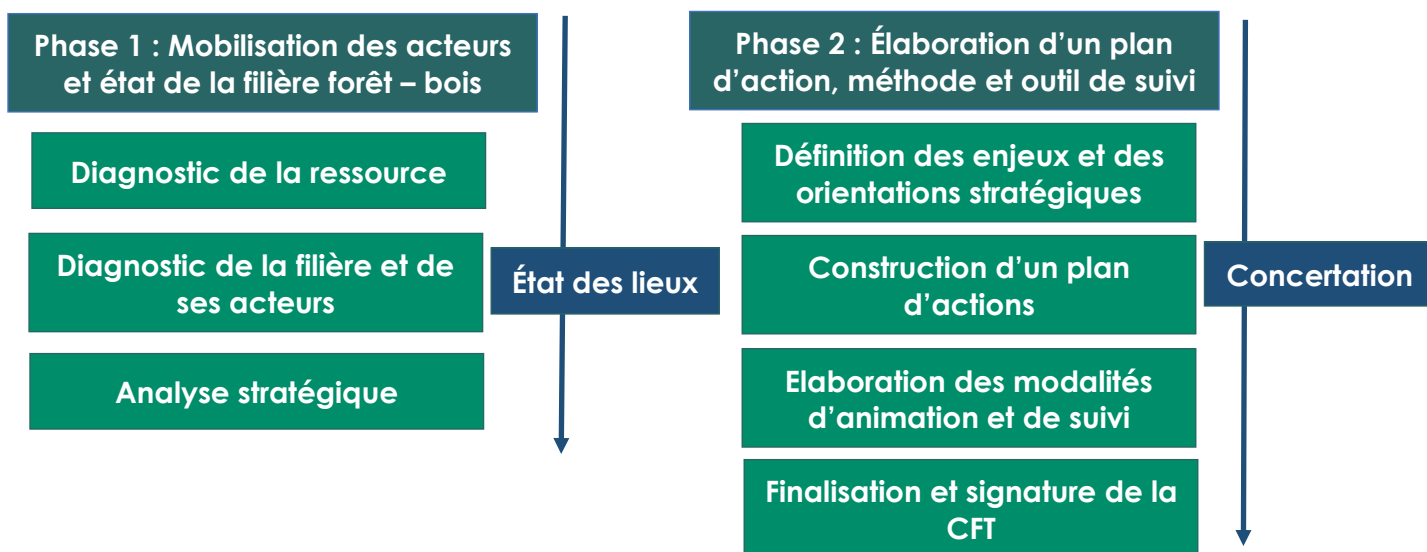 Phase 1 : Mobilisation des acteurs
et état de la filière forêt – bois
Diagnostic de la ressource
Diagnostic de la filière et de
ses acteurs
Analyse stratégique
État des lieux
Phase 2 : Élaboration d’un plan
d’action, méthode et outil de suivi
Définition des enjeux et des
orientations stratégiques
Construction d’un plan
d’actions
Elaboration des modalités
d’animation et de suivi
Finalisation et signature de la
CFT
Concertation